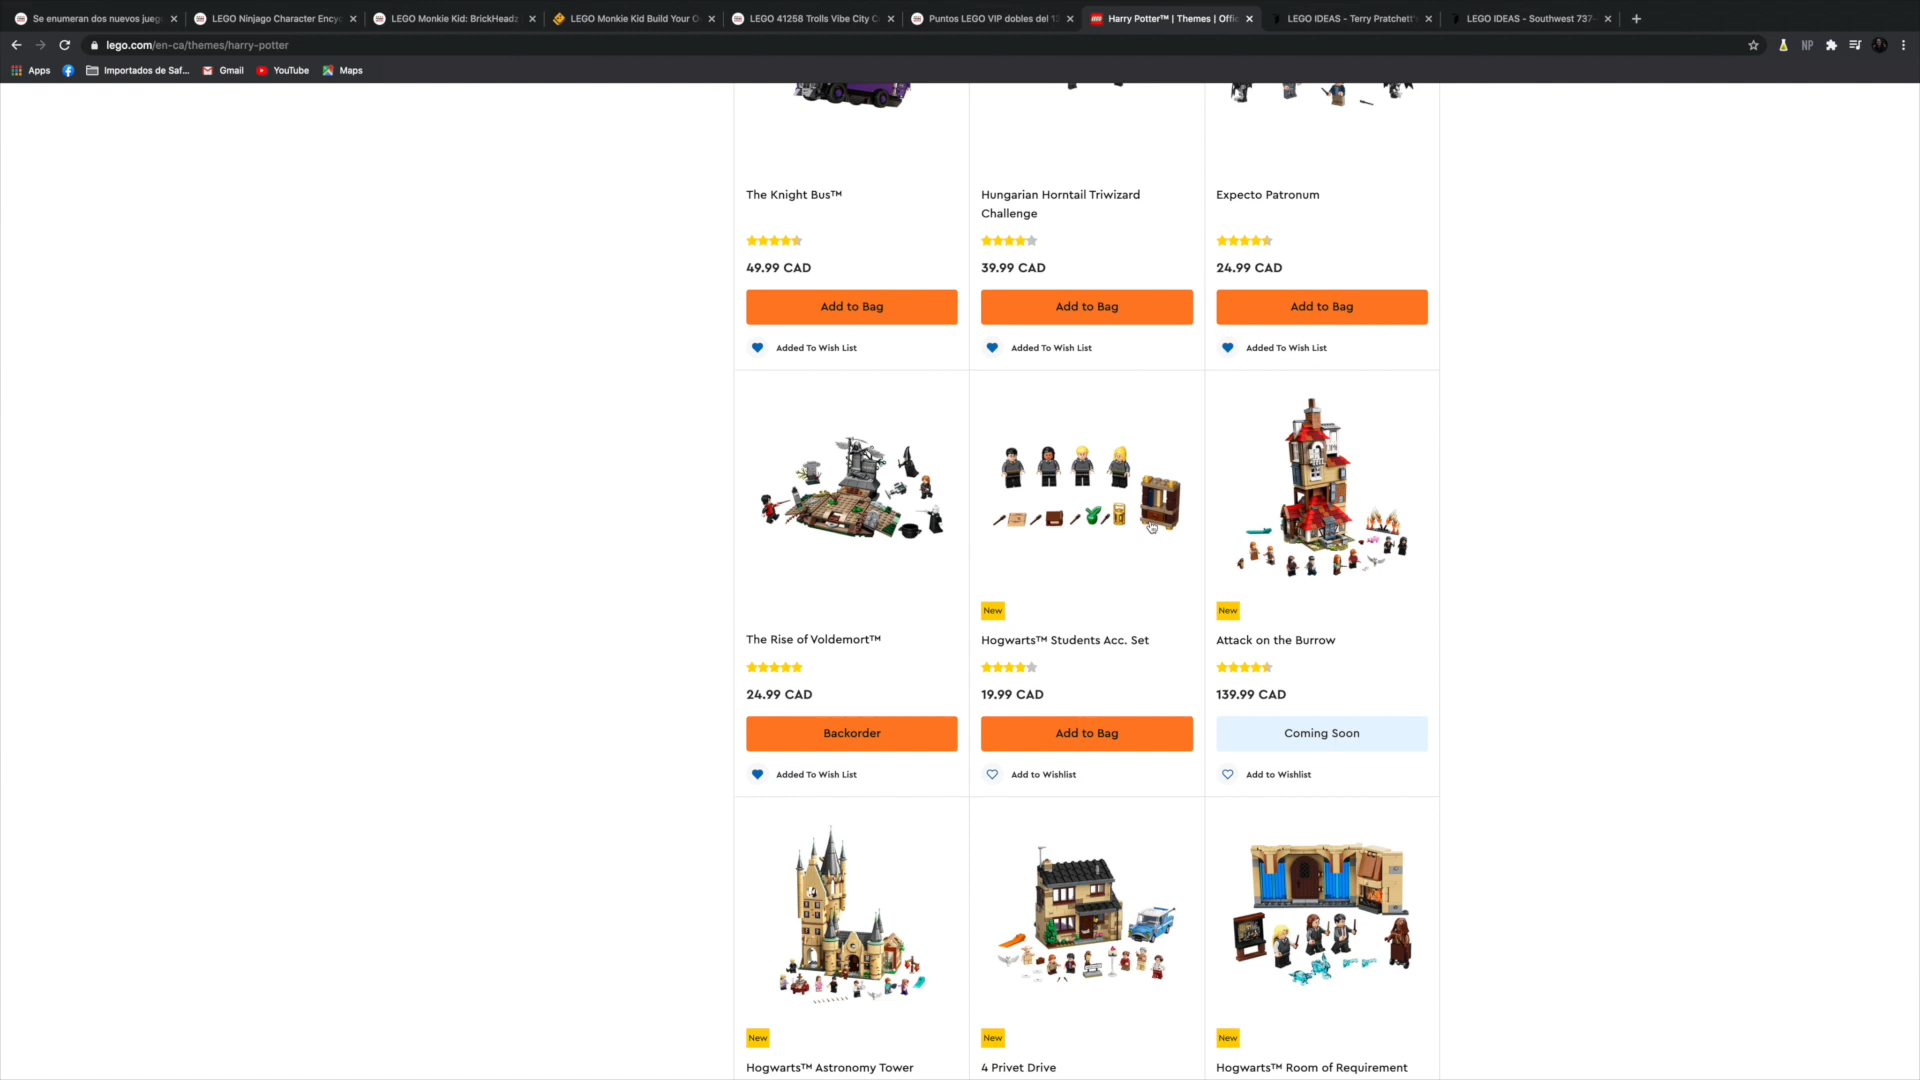 Se enumeran dos nuevos jueg
LEGO Ninjago Character Ency
LEGO Monkie Kid: BrickHeadz
LEGO Monkie Kid Build Your O
LEGO 41258 Trolls Vibe City C
Puntos LEGO VIP dobles del 1
Harry Potter™ | Themes | Offic
LEGO IDEAS - Terry Pratchett'
LEGO IDEAS - Southwest 737-
lego.com/en-ca/themes/harry-potter
NP
Apps
Importados de Saf...
Gmail
YouTube
Maps
The Knight Bus™
Hungarian Horntail Triwizard
Challenge
Expecto Patronum
49.99 CAD
39.99 CAD
24.99 CAD
Add to Bag
Add to Bag
Add to Bag
Added To Wish List
Added To Wish List
Added To Wish List
New
New
The Rise of Voldemort™
Hogwarts™ Students Acc. Set
Attack on the Burrow
24.99 CAD
19.99 CAD
139.99 CAD
Backorder
Add to Bag
Coming Soon
Added To Wish List
Add to Wishlist
Add to Wishlist
New
New
New
Hogwarts™ Astronomy Tower
4 Privet Drive
Hogwarts™ Room of Requirement